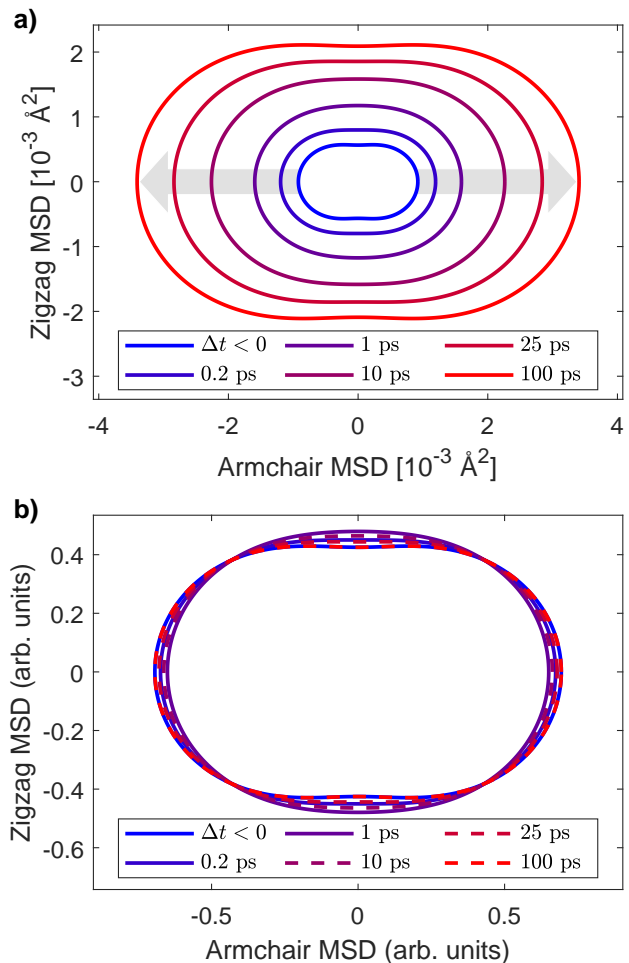 a)
2
1
0
-1
-2
-3
Zigzag MSD [10⁻³ Å²]
Δt < 0
1 ps
25 ps
0.2 ps
10 ps
100 ps
-4
-2
0
2
4
Armchair MSD [10⁻³ Å²]
b)
0.4
0.2
0
-0.2
-0.4
-0.6
Zigzag MSD (arb. units)
Δt < 0
1 ps
25 ps
0.2 ps
10 ps
100 ps
-0.5
0
0.5
Armchair MSD (arb. units)